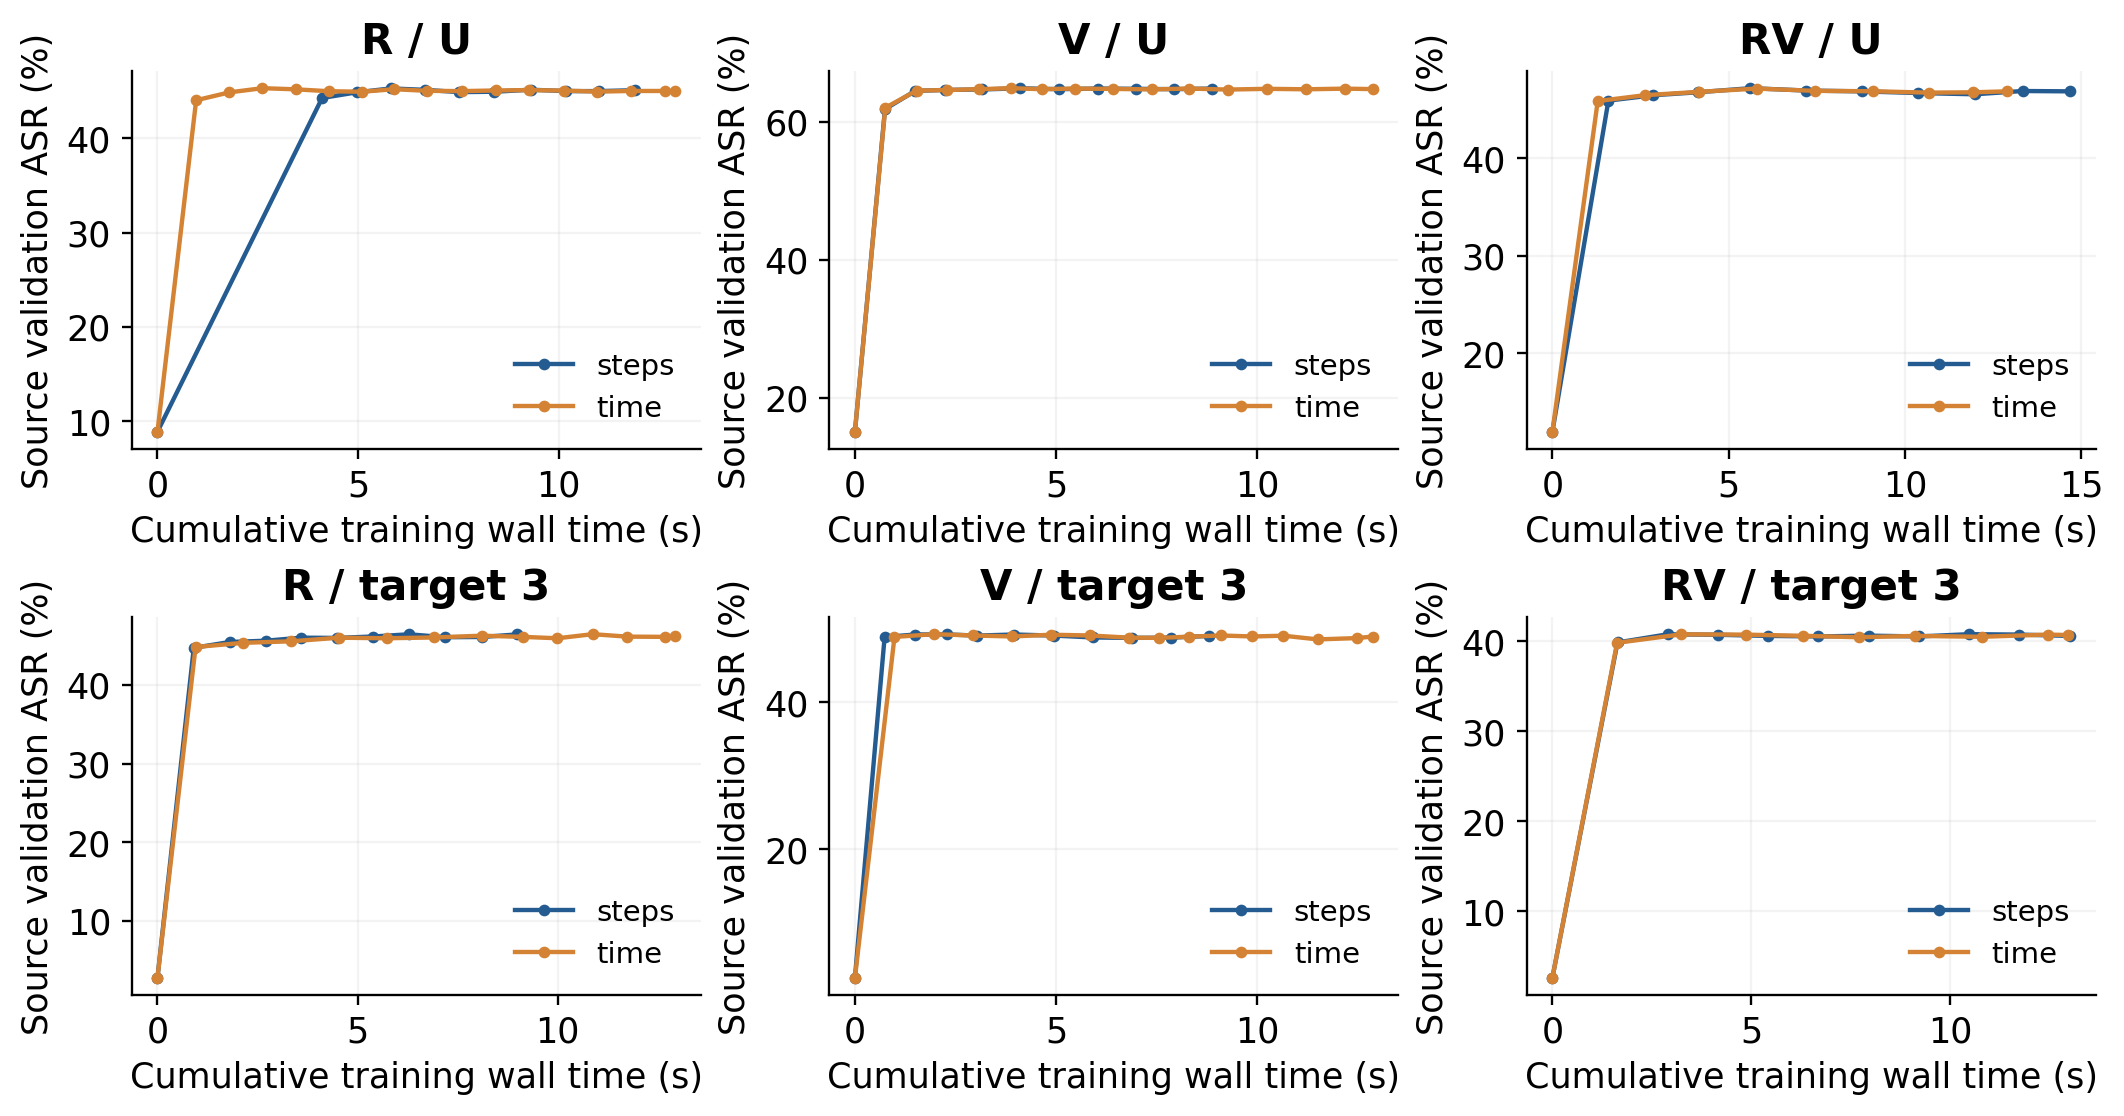 R / U
Source validation ASR (%)
40
30
20
10
steps
time
0 5 10
Cumulative training wall time (s)
V / U
Source validation ASR (%)
60
40
20
steps
time
0 5 10
Cumulative training wall time (s)
RV / U
Source validation ASR (%)
40
30
20
steps
time
0 5 10 15
Cumulative training wall time (s)
R / target 3
Source validation ASR (%)
40
30
20
10
steps
time
0 5 10
Cumulative training wall time (s)
V / target 3
Source validation ASR (%)
40
20
steps
time
0 5 10
Cumulative training wall time (s)
RV / target 3
Source validation ASR (%)
40
30
20
10
steps
time
0 5 10
Cumulative training wall time (s)